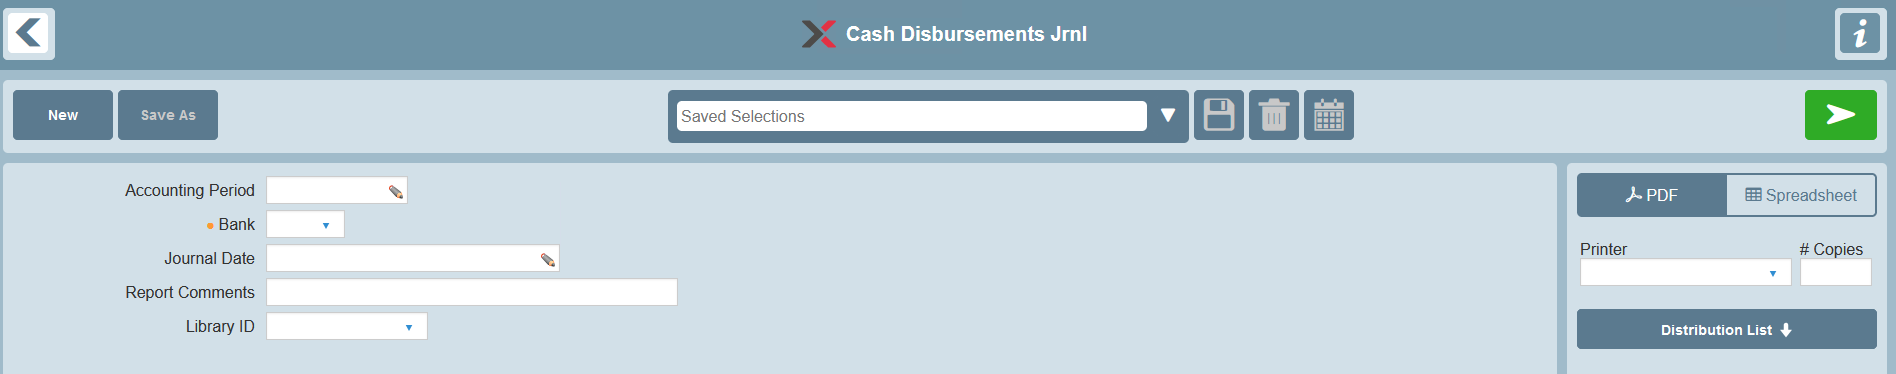 Cash Disbursements Jrnl
New
Save As
Saved Selections
Accounting Period
Bank
Journal Date
Report Comments
Library ID
PDF
Spreadsheet
Printer
# Copies
Distribution List